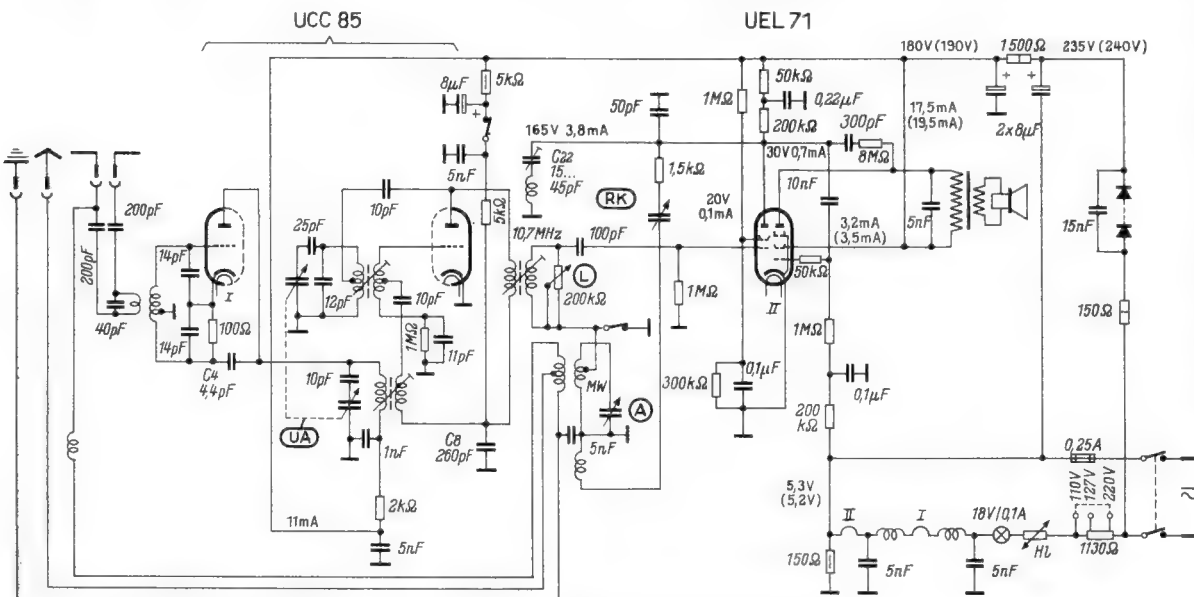 UCC 85
UEL 71
180V (190V)
1500Ω
235V (240V)
5kΩ
50kΩ
8μF
+
1MΩ
0,22μF
+
+
50pF
200kΩ
300pF
17,5mA
(19,5mA)
2x8μF
165V 3,8mA
30V 0,7mA
8MΩ
5nF
C22
15...
45pF
1,5kΩ
10nF
200pF
10pF
RK
20V
0,1mA
5nF
15nF
25pF
5kΩ
10,7MHz
100pF
3,2mA
(3,5mA)
200pF
14pF
I
50kΩ
L
200kΩ
II
12pF
10pF
1MΩ
40pF
100Ω
1MΩ
150Ω
14pF
1MΩ
11pF
C4
4,4pF
10pF
MW
300kΩ
0,1μF
0,1μF
A
200
kΩ
UA
1nF
C8
260pF
5nF
0,25A
2kΩ
5,3V
(5,2V)
110V
127V
220V
11mA
II
I
18V/0,1A
5nF
150Ω
5nF
5nF
Hl
1130Ω